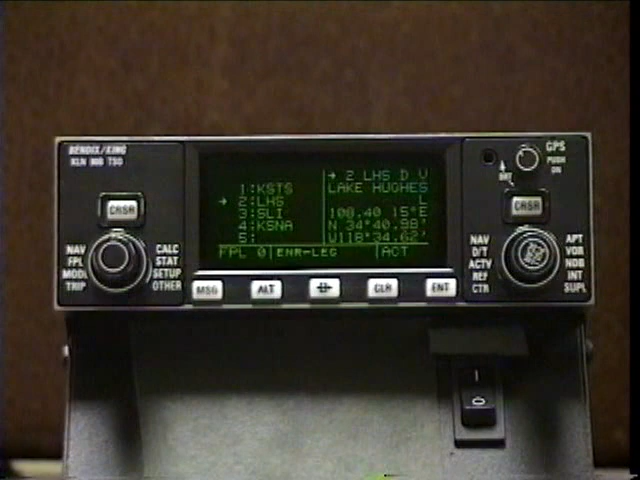 BENDIX/KING
KLN 90B TSO
GPS
PUSH
ON
BRT
→ 2 LHS D V
1:KSTS LAKE HUGHES
→ 2:LHS L
3:SLI 108.40 15°E
4:KSNA N 34°40.98'
5: W118°34.62'
FPL 0 ENR-LEG ACT
CRSR
CRSR
NAV
FPL
MODE
TRIP
CALC
STAT
SETUP
OTHER
NAV
D/T
ACTV
REF
CTR
APT
VOR
NDB
INT
SUPL
MSG ALT CLR ENT